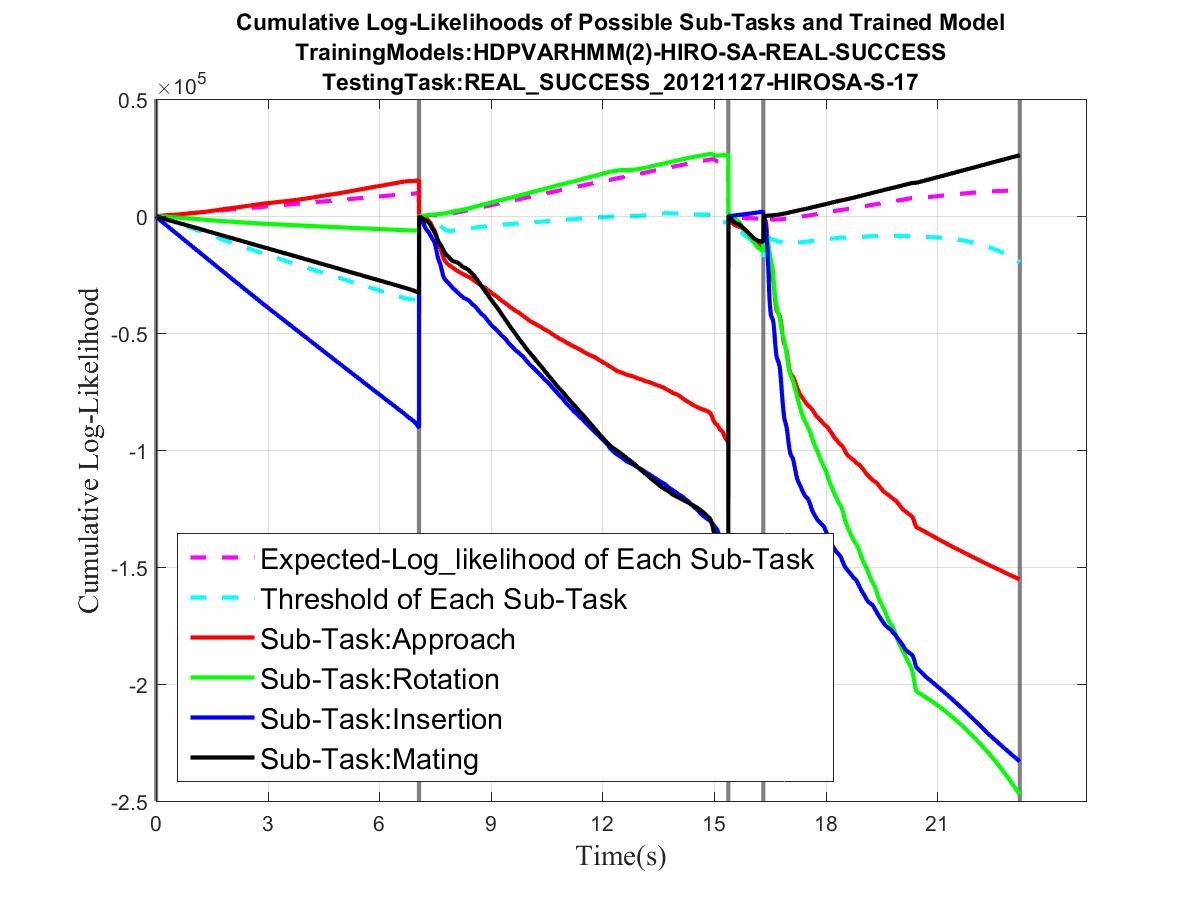 Cumulative Log-Likelihoods of Possible Sub-Tasks and Trained Model
TrainingModels:HDPVARHMM(2)-HIRO-SA-REAL-SUCCESS
TestingTask:REAL_SUCCESS_20121127-HIROSA-S-17
×10⁵
0.5
0
-0.5
-1
-1.5
-2
-2.5
Cumulative Log-Likelihood
Expected-Log_likelihood of Each Sub-Task
Threshold of Each Sub-Task
Sub-Task:Approach
Sub-Task:Rotation
Sub-Task:Insertion
Sub-Task:Mating
0 3 6 9 12 15 18 21
Time(s)